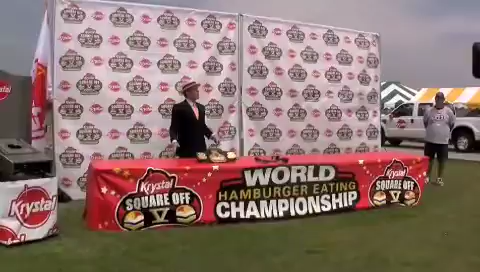 Krystal
SQUARE OFF
V
WORLD
HAMBURGER EATING
CHAMPIONSHIP
Krystal
SQUARE OFF
V
Krystal